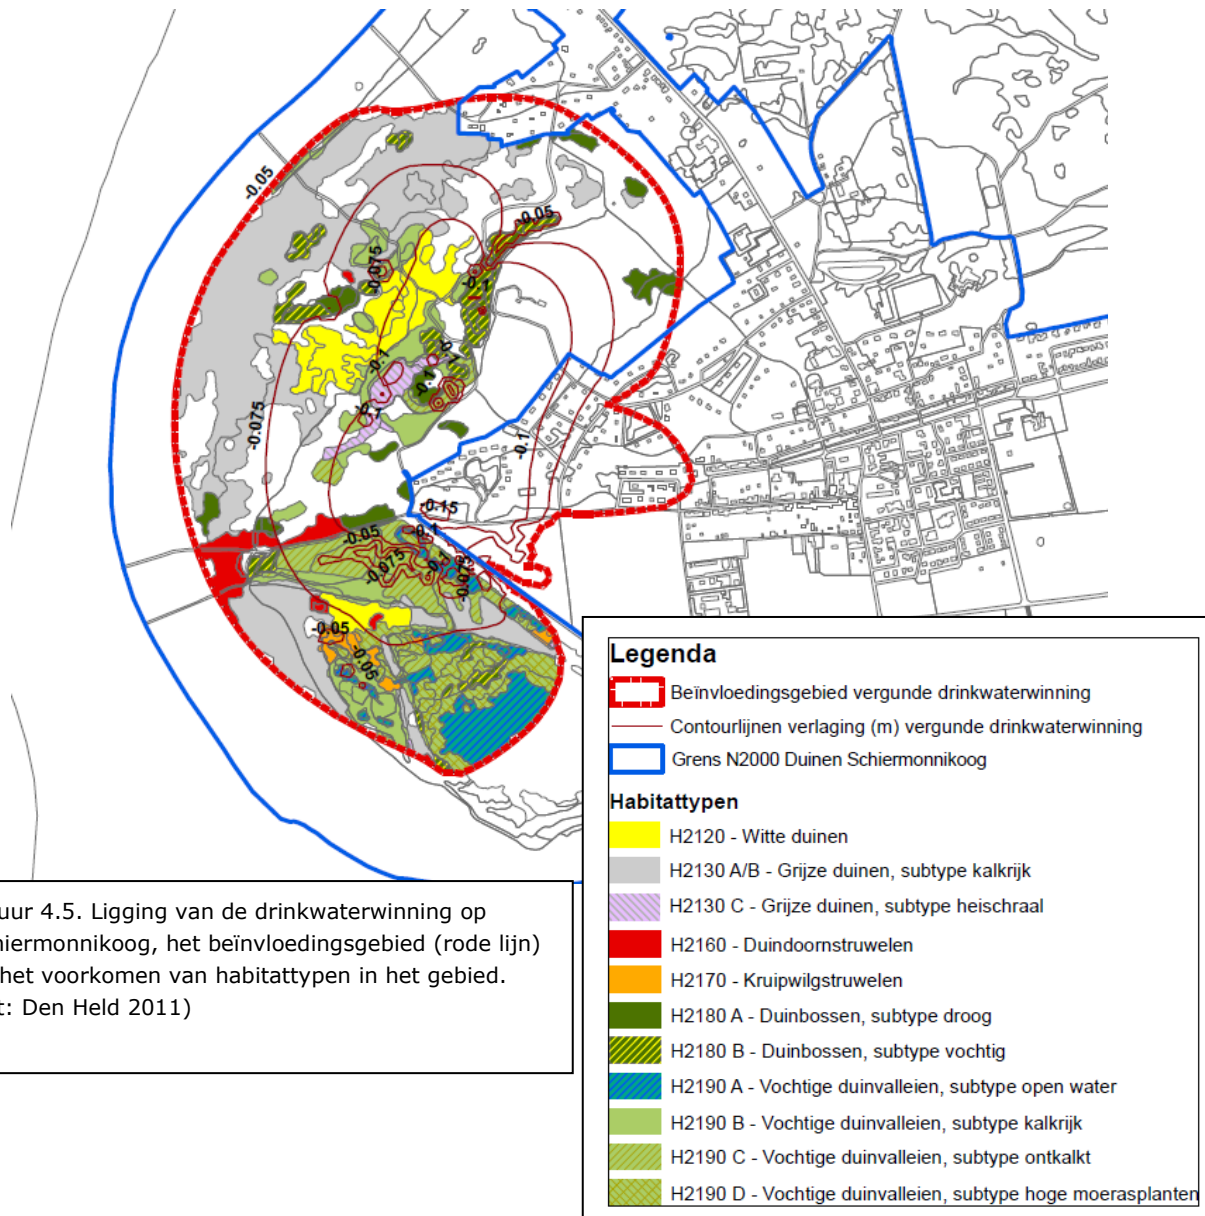 -0.05
-0.05
-0.075
-0.1
-0.1
-0.1
-0.1
-0.1
-0.075
-0.1
-0.15
-0.05
-0.1
-0.075
-0.1
-0.05
-0.05
uur 4.5. Ligging van de drinkwaterwinning op
hiermonnikoog, het beïnvloedingsgebied (rode lijn)
het voorkomen van habitattypen in het gebied.
t: Den Held 2011)
Legenda
Beïnvloedingsgebied vergunde drinkwaterwinning
Contourlijnen verlaging (m) vergunde drinkwaterwinning
Grens N2000 Duinen Schiermonnikoog
Habitattypen
H2120 - Witte duinen
H2130 A/B - Grijze duinen, subtype kalkrijk
H2130 C - Grijze duinen, subtype heischraal
H2160 - Duindoornstruwelen
H2170 - Kruipwilgstruwelen
H2180 A - Duinbossen, subtype droog
H2180 B - Duinbossen, subtype vochtig
H2190 A - Vochtige duinvalleien, subtype open water
H2190 B - Vochtige duinvalleien, subtype kalkrijk
H2190 C - Vochtige duinvalleien, subtype ontkalkt
H2190 D - Vochtige duinvalleien, subtype hoge moerasplanten